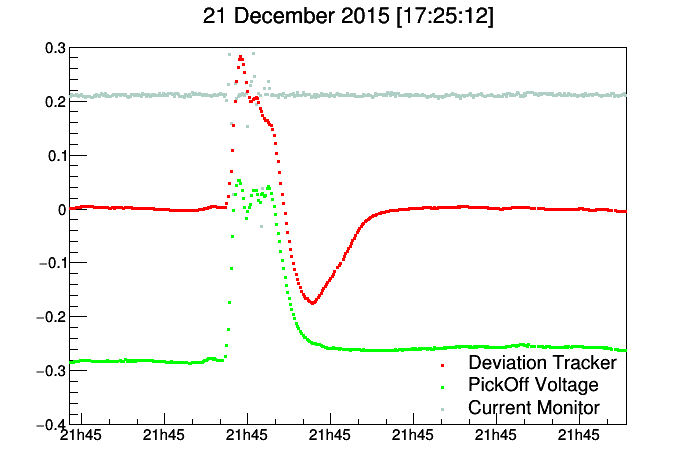 21 December 2015 [17:25:12]
0.3
0.2
0.1
0
−0.1
−0.2
−0.3
−0.4
21h45 21h45 21h45 21h45 21h45 21h45 21h45
Deviation Tracker
PickOff Voltage
Current Monitor